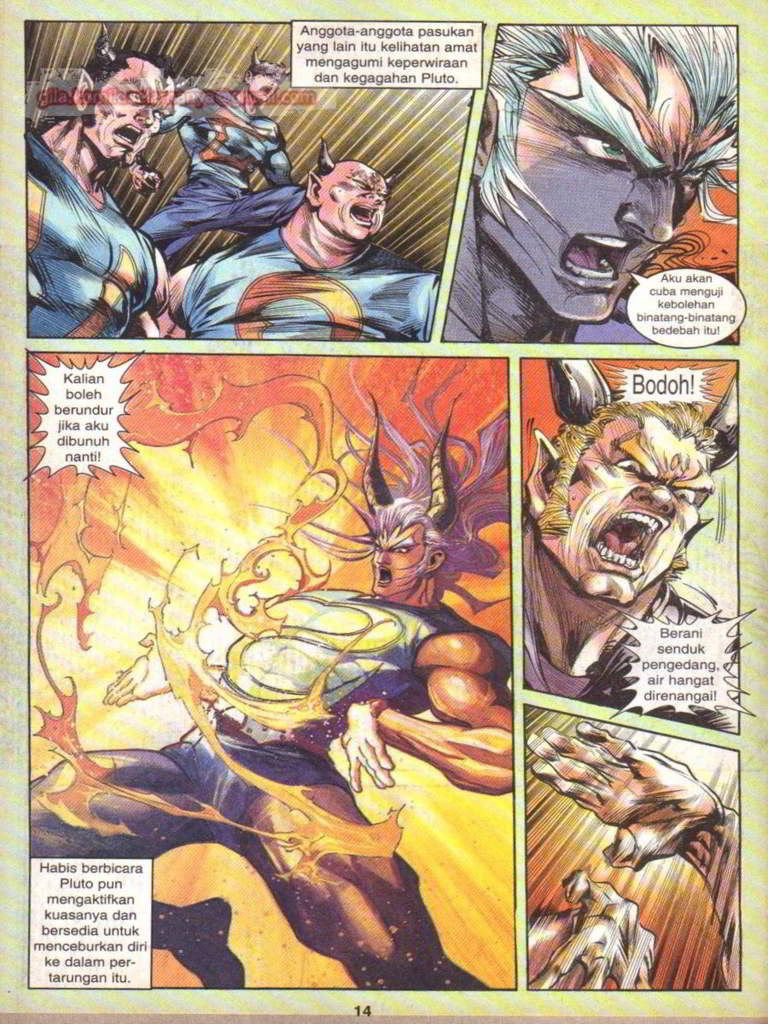 Anggota-anggota pasukan
yang lain itu kelihatan amat
mengagumi keperwiraan
dan kegagahan Pluto.
Aku akan
cuba menguji
kebolehan
binatang-binatang
bedebah itu!
Kalian
boleh
berundur
jika aku
dibunuh
nanti!
Bodoh!
Berani
senduk
pengedang,
air hangat
direnangai!
Habis berbicara
Pluto pun
mengaktifkan
kuasanya dan
bersedia untuk
menceburkan diri
ke dalam per-
tarungan itu.
14